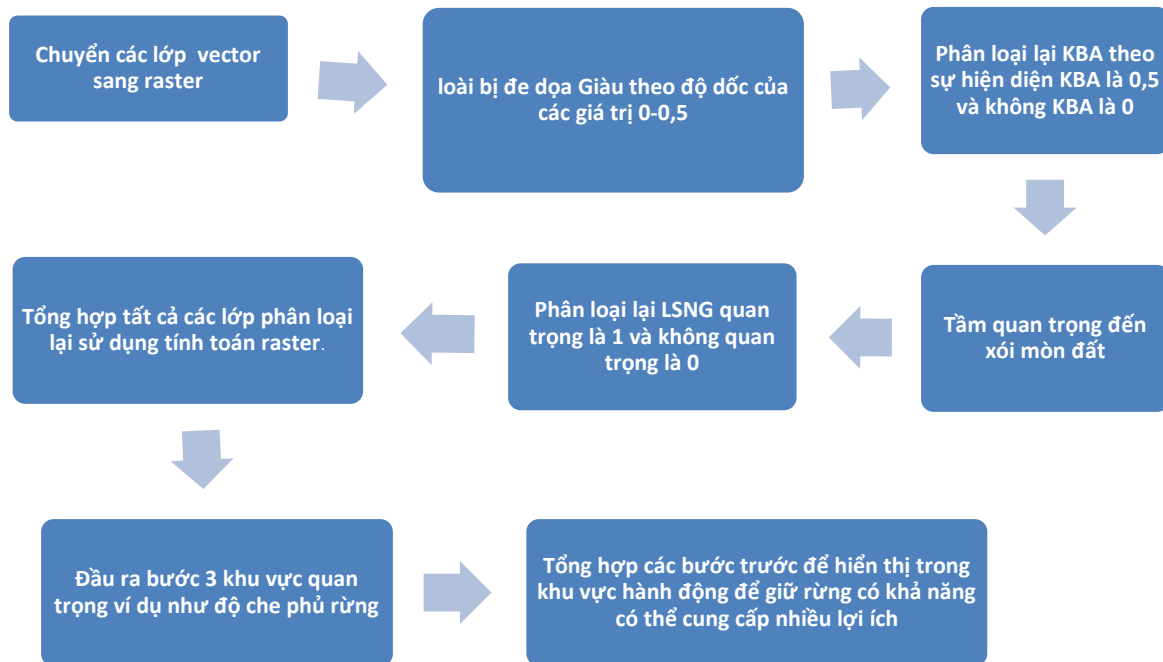 Chuyển các lớp vector
sang raster
loài bị đe dọa Giàu theo độ dốc của
các giá trị 0-0,5
Phân loại lại KBA theo
sự hiện diện KBA là 0,5
và không KBA là 0
Tầm quan trọng đến
xói mòn đất
Phân loại lại LSNG quan
trọng là 1 và không quan
trọng là 0
Tổng hợp tất cả các lớp phân loại
lại sử dụng tính toán raster.
Đầu ra bước 3 khu vực quan
trọng ví dụ như độ che phủ rừng
Tổng hợp các bước trước để hiển thị trong
khu vực hành động để giữ rừng có khả năng
có thể cung cấp nhiều lợi ích